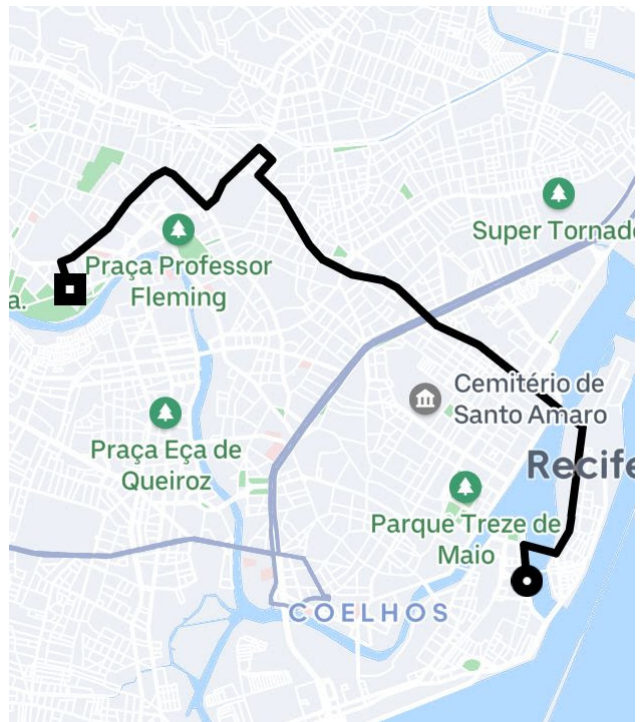 Super Tornado
Praça Professor
Fleming
a.
Cemitério de
Santo Amaro
Praça Eça de
Queiroz
Recife
Parque Treze de
Maio
COELHOS